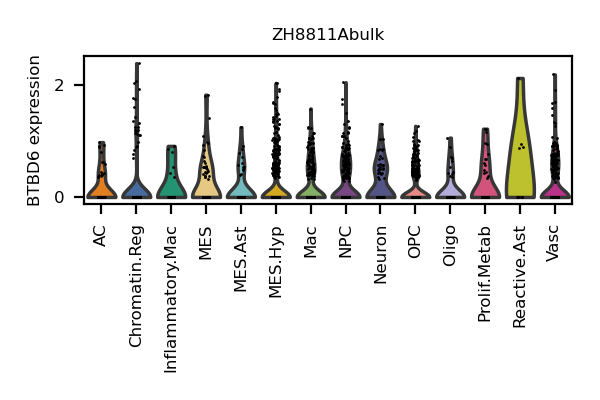 ZH8811Abulk
BTBD6 expression
2
0
AC
Chromatin.Reg
Inflammatory.Mac
MES
MES.Ast
MES.Hyp
Mac
NPC
Neuron
OPC
Oligo
Prolif.Metab
Reactive.Ast
Vasc